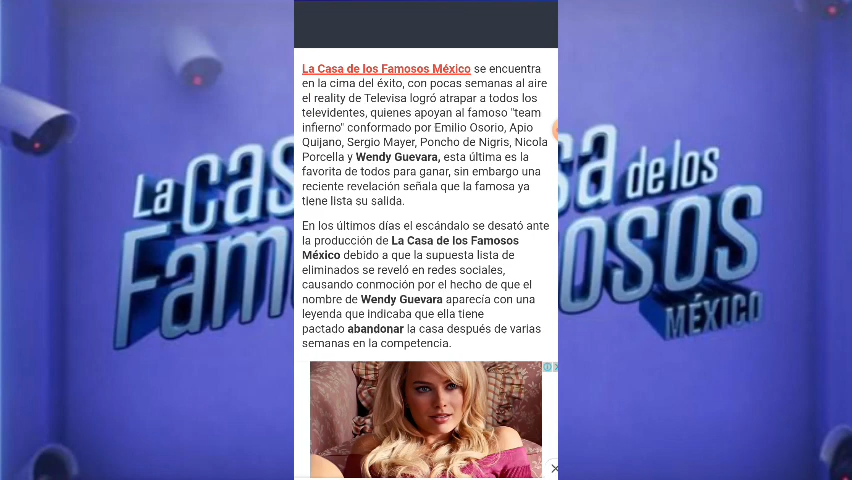 La Cas
Fam
La Casa de los Famosos México se encuentra
en la cima del éxito, con pocas semanas al aire
el reality de Televisa logró atrapar a todos los
televidentes, quienes apoyan al famoso "team
infierno" conformado por Emilio Osorio, Apio
Quijano, Sergio Mayer, Poncho de Nigris, Nicola
Porcella y Wendy Guevara, esta última es la
favorita de todos para ganar, sin embargo una
reciente revelación señala que la famosa ya
tiene lista su salida.
En los últimos días el escándalo se desató ante
la producción de La Casa de los Famosos
México debido a que la supuesta lista de
eliminados se reveló en redes sociales,
causando conmoción por el hecho de que el
nombre de Wendy Guevara aparecía con una
leyenda que indicaba que ella tiene
pactado abandonar la casa después de varias
semanas en la competencia.
sa de los
osos
MÉXICO